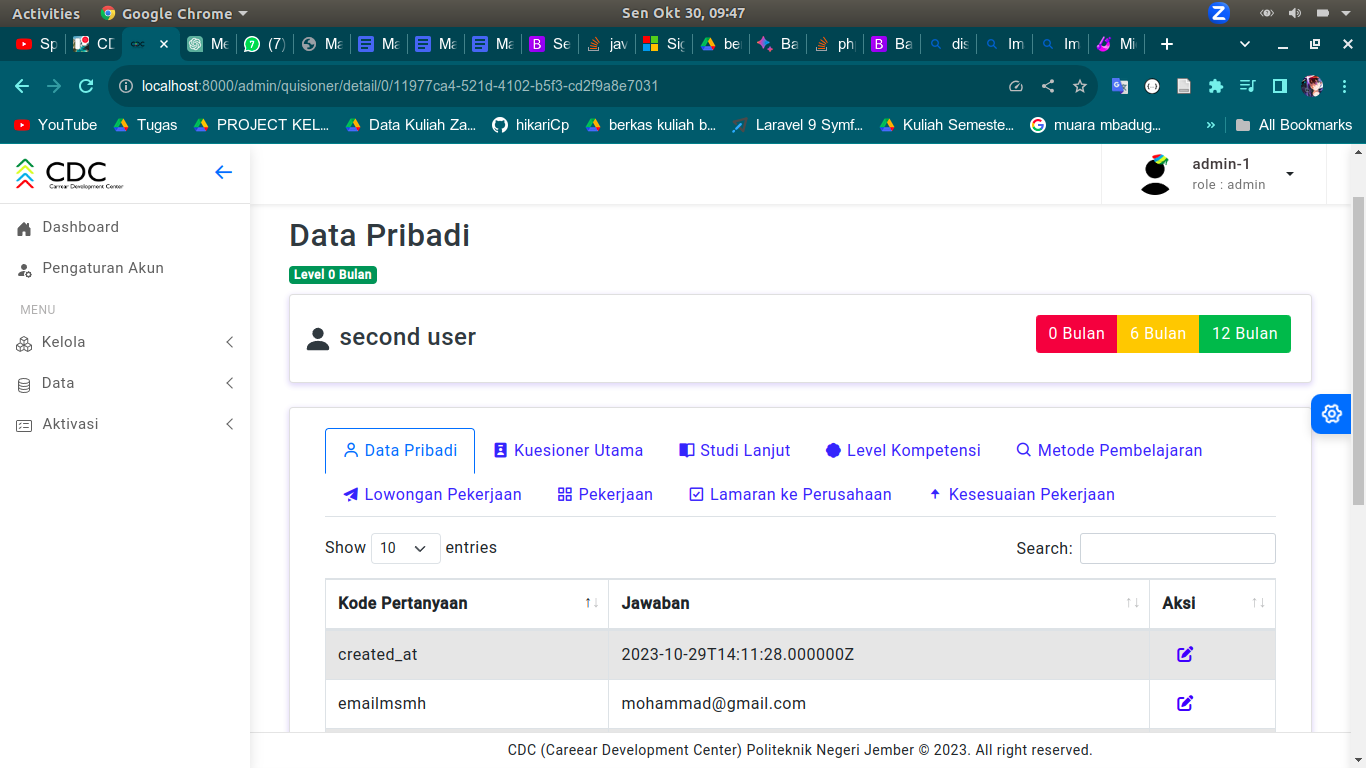 Activities Google Chrome Sen Okt 30, 09:47
Sp CD Me (7) Ma Ma Ma Ma Se jav Sig be Ba ph Ba dis Im Im Mi
localhost:8000/admin/quisioner/detail/0/11977ca4-521d-4102-b5f3-cd2f9a8e7031
YouTube Tugas PROJECT KEL... Data Kuliah Za... hikariCp berkas kuliah b... Laravel 9 Symf... Kuliah Semeste... muara mbadug... » All Bookmarks
CDC
Carrear Development Center
admin-1
role : admin
Dashboard
Pengaturan Akun
MENU
Kelola
Data
Aktivasi
Data Pribadi
Level 0 Bulan
second user
0 Bulan 6 Bulan 12 Bulan
Data Pribadi Kuesioner Utama Studi Lanjut Level Kompetensi Metode Pembelajaran
Lowongan Pekerjaan Pekerjaan Lamaran ke Perusahaan Kesesuaian Pekerjaan
Show 10 entries Search:
Kode Pertanyaan Jawaban Aksi
created_at 2023-10-29T14:11:28.000000Z
emailmsmh mohammad@gmail.com
CDC (Careear Development Center) Politeknik Negeri Jember © 2023. All right reserved.